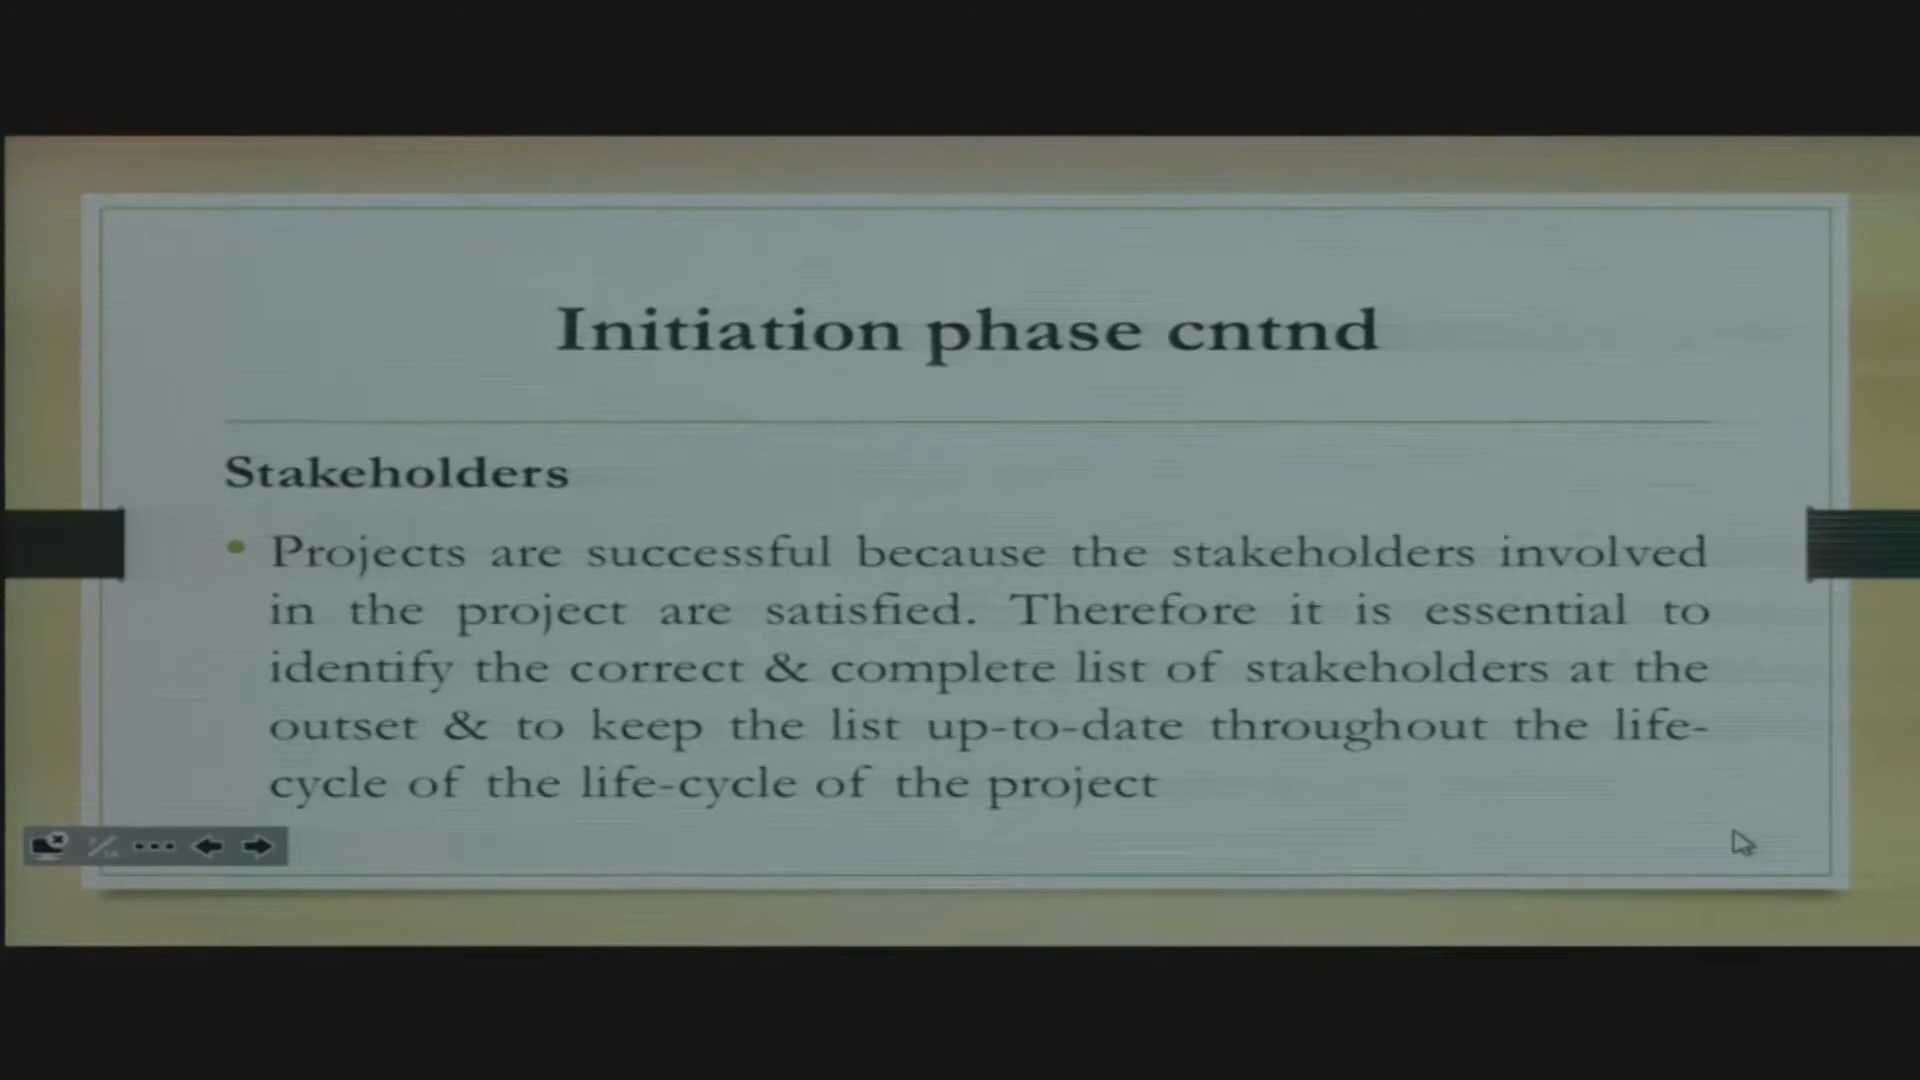 Initiation phase cntnd
Stakeholders
Projects are successful because the stakeholders involved
in the project are satisfied. Therefore it is essential to
identify the correct & complete list of stakeholders at the
outset & to keep the list up-to-date throughout the life-
cycle of the life-cycle of the project